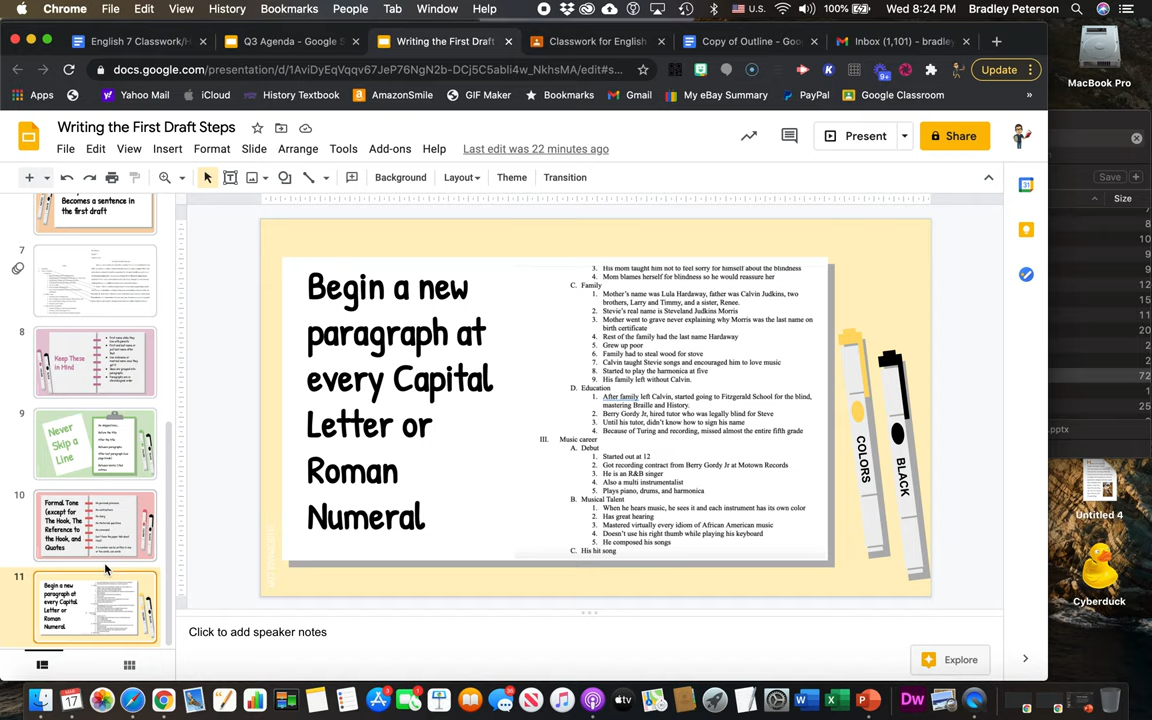 Chrome File Edit View History Bookmarks People Tab Window Help U.S. 100% Wed 8:24 PM Bradley Peterson
English 7 Classwork/H
Q3 Agenda - Google S
Writing the First Draft
Classwork for English
Copy of Outline - Goo
Inbox (1,101) - bradley
docs.google.com/presentation/d/1AviDyEqVqqv67JeP76NgN2b-DCj5C5abli4w_NkhsMA/edit#s...
Update
Apps Yahoo Mail iCloud History Textbook AmazonSmile GIF Maker Bookmarks Gmail My eBay Summary PayPal Google Classroom »
MacBook Pro
Writing the First Draft Steps
Present
Share
File Edit View Insert Format Slide Arrange Tools Add-ons Help Last edit was 22 minutes ago
Background Layout Theme Transition
Save
Size
Becomes a sentence in
the first draft
7
8
Keep These
in Mind
9
Never
Skip a
Line
10
Formal Tone
(except for
The Hook, The
Reference to
the Hook, and
Quotes
11
Begin a new
paragraph at
every Capital
Letter or
Roman
Numeral
Begin a new
paragraph at
every Capital
Letter or
Roman
Numeral
3. His mom taught him not to feel sorry for himself about the blindness
4. Mom blames herself for blindness so he would reassure her
C. Family
1. Mother's name was Lula Hardaway, father was Calvin Judkins, two
brothers, Larry and Timmy, and a sister, Renee.
2. Stevie's real name is Steveland Judkins Morris
3. Mother went to grave never explaining why Morris was the last name on
birth certificate
4. Rest of the family had the last name Hardaway
5. Grew up poor
6. Family had to steal wood for stove
7. Calvin taught Stevie songs and encouraged him to love music
8. Started to play the harmonica at five
9. His family left without Calvin.
D. Education
1. After family left Calvin, started going to Fitzgerald School for the blind,
mastering Braille and History.
2. Berry Gordy Jr, hired tutor who was legally blind for Steve
3. Until his tutor, didn't know how to sign his name
4. Because of Turing and recording, missed almost the entire fifth grade
III. Music career
A. Debut
1. Started out at 12
2. Got recording contract from Berry Gordy Jr at Motown Records
3. He is an R&B singer
4. Also a multi instrumentalist
5. Plays piano, drums, and harmonica
B. Musical Talent
1. When he hears music, he sees it and each instrument has its own color
2. Has great hearing
3. Mastered virtually every idiom of African American music
4. Doesn't use his right thumb while playing his keyboard
5. He composed his songs
C. His hit song
COLORS
BLACK
Click to add speaker notes
Explore
.pptx
Untitled 4
Cyberduck